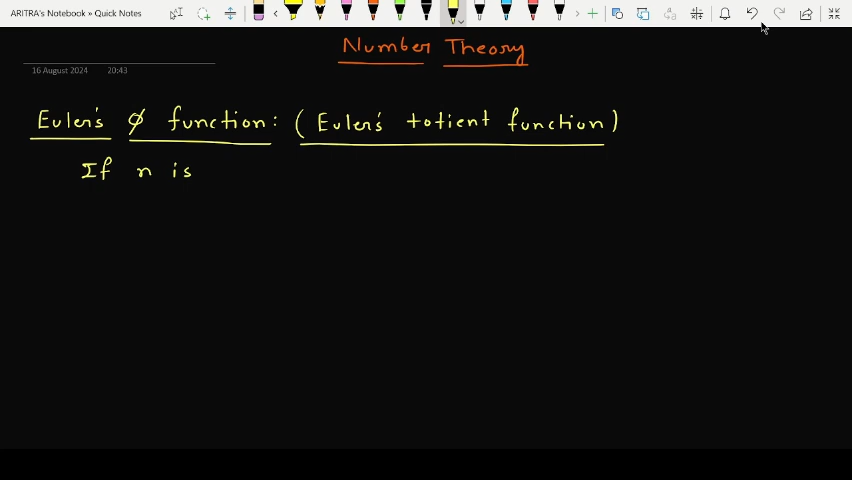 ARITRA's Notebook » Quick Notes
Number Theory
16 August 2024 20:43
Euler's φ function: (Euler's totient function)
If n is